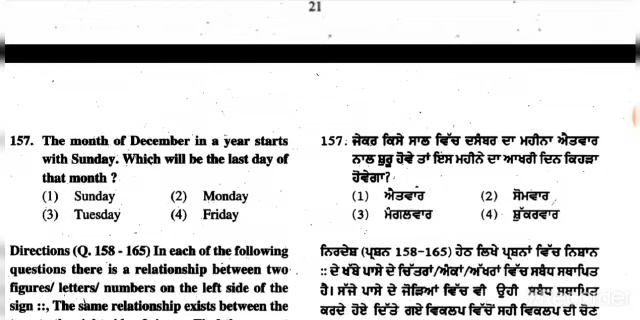 21
157. The month of December in a year starts
with Sunday. Which will be the last day of
that month ?
(1) Sunday (2) Monday
(3) Tuesday (4) Friday
Directions (Q. 158 - 165) In each of the following
questions there is a relationship between two
figures/ letters/ numbers on the left side of the
sign ::, The same relationship exists between the
157. ਜੇਕਰ ਕਿਸੇ ਸਾਲ ਵਿੱਚ ਦਸੰਬਰ ਦਾ ਮਹੀਨਾ ਐਤਵਾਰ
ਨਾਲ ਸ਼ੁਰੂ ਹੋਵੇ ਤਾਂ ਇਸ ਮਹੀਨੇ ਦਾ ਆਖਰੀ ਦਿਨ ਕਿਹੜਾ
ਹੋਵੇਗਾ?
(1) ਐਤਵਾਰ (2) ਸੋਮਵਾਰ
(3) ਮੰਗਲਵਾਰ (4) ਸ਼ੁੱਕਰਵਾਰ
ਨਿਰਦੇਸ਼ (ਪ੍ਰਸ਼ਨ 158-165) ਹੇਠ ਲਿਖੇ ਪ੍ਰਸ਼ਨਾਂ ਵਿੱਚ ਨਿਸ਼ਾਨ
:: ਦੇ ਖੱਬੇ ਪਾਸੇ ਦੇ ਚਿੱਤਰਾਂ/ਅੰਕਾਂ/ਅੱਖਰਾਂ ਵਿੱਚ ਸਬੰਧ ਸਥਾਪਿਤ
ਹੈ। ਸੱਜੇ ਪਾਸੇ ਦੇ ਜੋੜਿਆਂ ਵਿੱਚ ਵੀ ਉਹੀ ਸਬੰਧ ਸਥਾਪਿਤ
ਕਰਦੇ ਹੋਏ ਦਿੱਤੇ ਗਏ ਵਿਕਲਪ ਵਿੱਚੋਂ ਸਹੀ ਵਿਕਲਪ ਦੀ ਚੋਣ